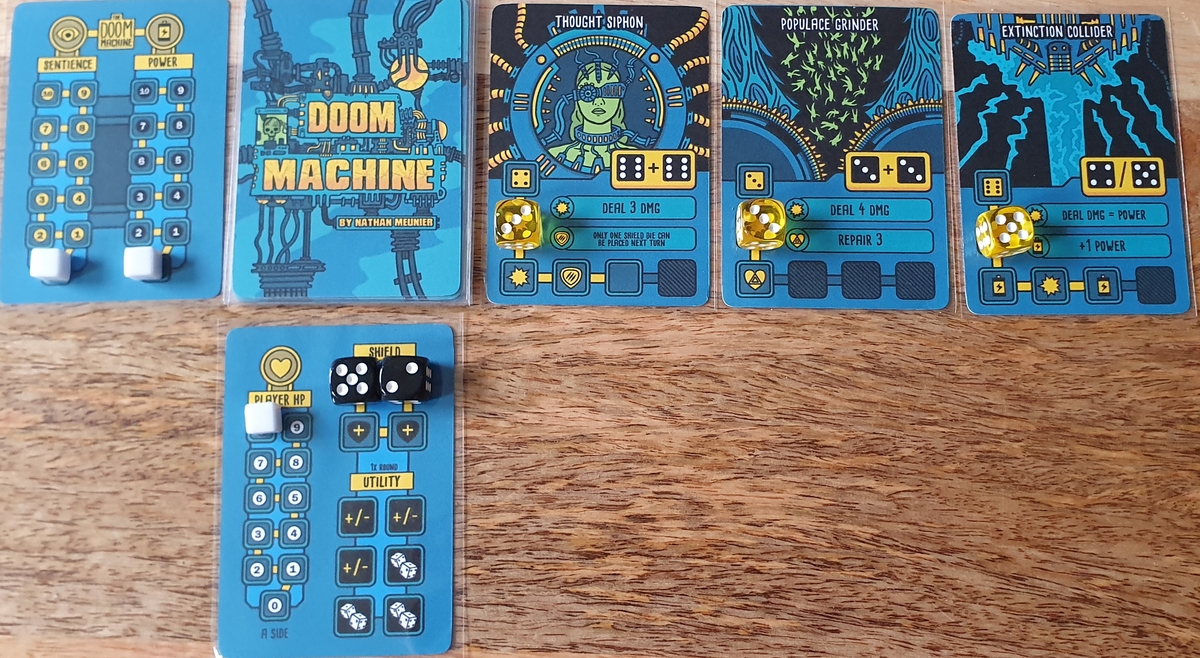 THE
DOOM
MACHINE
SENTIENCE
POWER
10 9 10 9
7 8 7 8
6 5 6 5
3 4 3 4
2 1 2 1
DOOM
MACHINE
BY NATHAN MEUNIER
THOUGHT SIPHON
+
DEAL 3 DMG
ONLY ONE SHIELD DIE CAN
BE PLACED NEXT TURN
POPULACE GRINDER
+
DEAL 4 DMG
REPAIR 3
EXTINCTION COLLIDER
/
DEAL DMG = POWER
+1 POWER
PLAYER HP
9
7 8
6 5
3 4
2 1
0
A SIDE
SHIELD
+ +
1X ROUND
UTILITY
+/- +/-
+/-